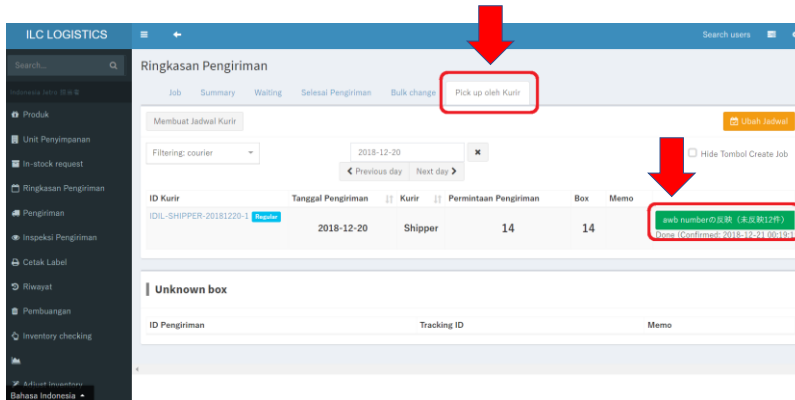 ILC LOGISTICS
Search users
Search...
Ringkasan Pengiriman
Job Summary Waiting Selesai Pengiriman Bulk change Pick up oleh Kurir
Produk
Membuat Jadwal Kurir
Ubah Jadwal
Unit Penyimpanan
Filtering: courier
2018-12-20
Hide Tombol Create Job
In-stock request
Previous day Next day
Ringkasan Pengiriman
ID Kurir Tanggal Pengiriman Kurir Permintaan Pengiriman Box Memo
Pengiriman
IDIL-SHIPPER-20181220-1 Regular
2018-12-20 Shipper 14 14
awb numberの反映（未反映12件）
Done (Confirmed: 2018-12-21 00:19:1
Inspeksi Pengiriman
Cetak Label
Riwayat
Unknown box
Pembuangan
ID Pengiriman Tracking ID Memo
Inventory checking
Adjust inventory
Bahasa Indonesia